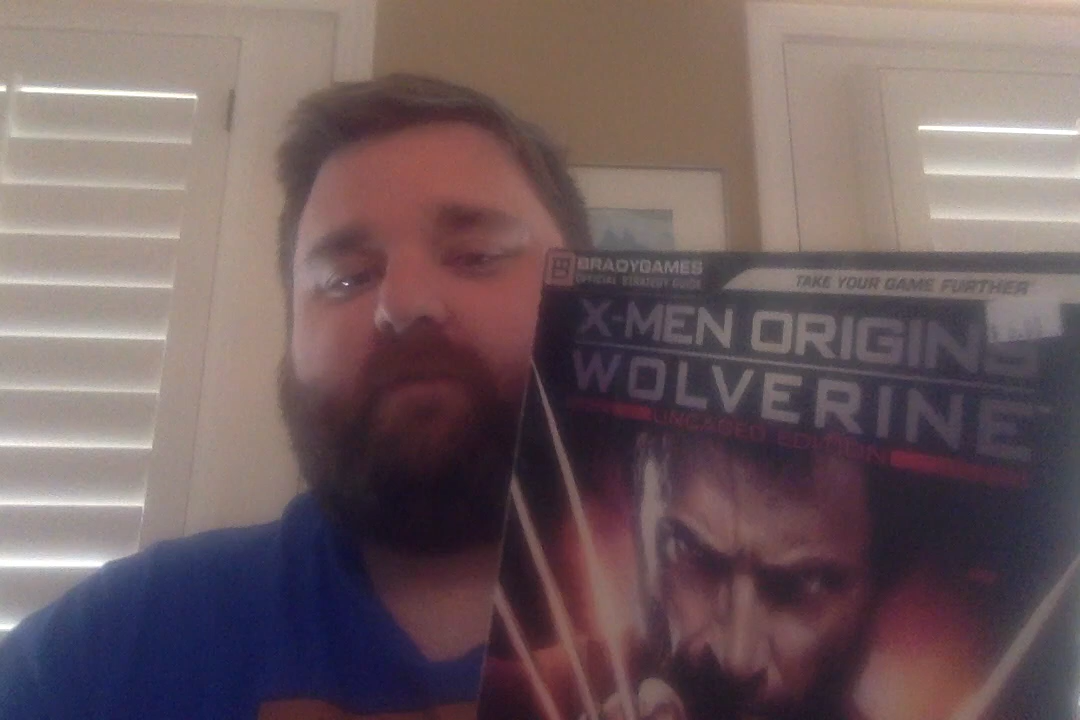 BRADYGAMES
OFFICIAL STRATEGY GUIDE
TAKE YOUR GAME FURTHER
X-MEN ORIGINS
WOLVERINE
UNCAGED EDITION